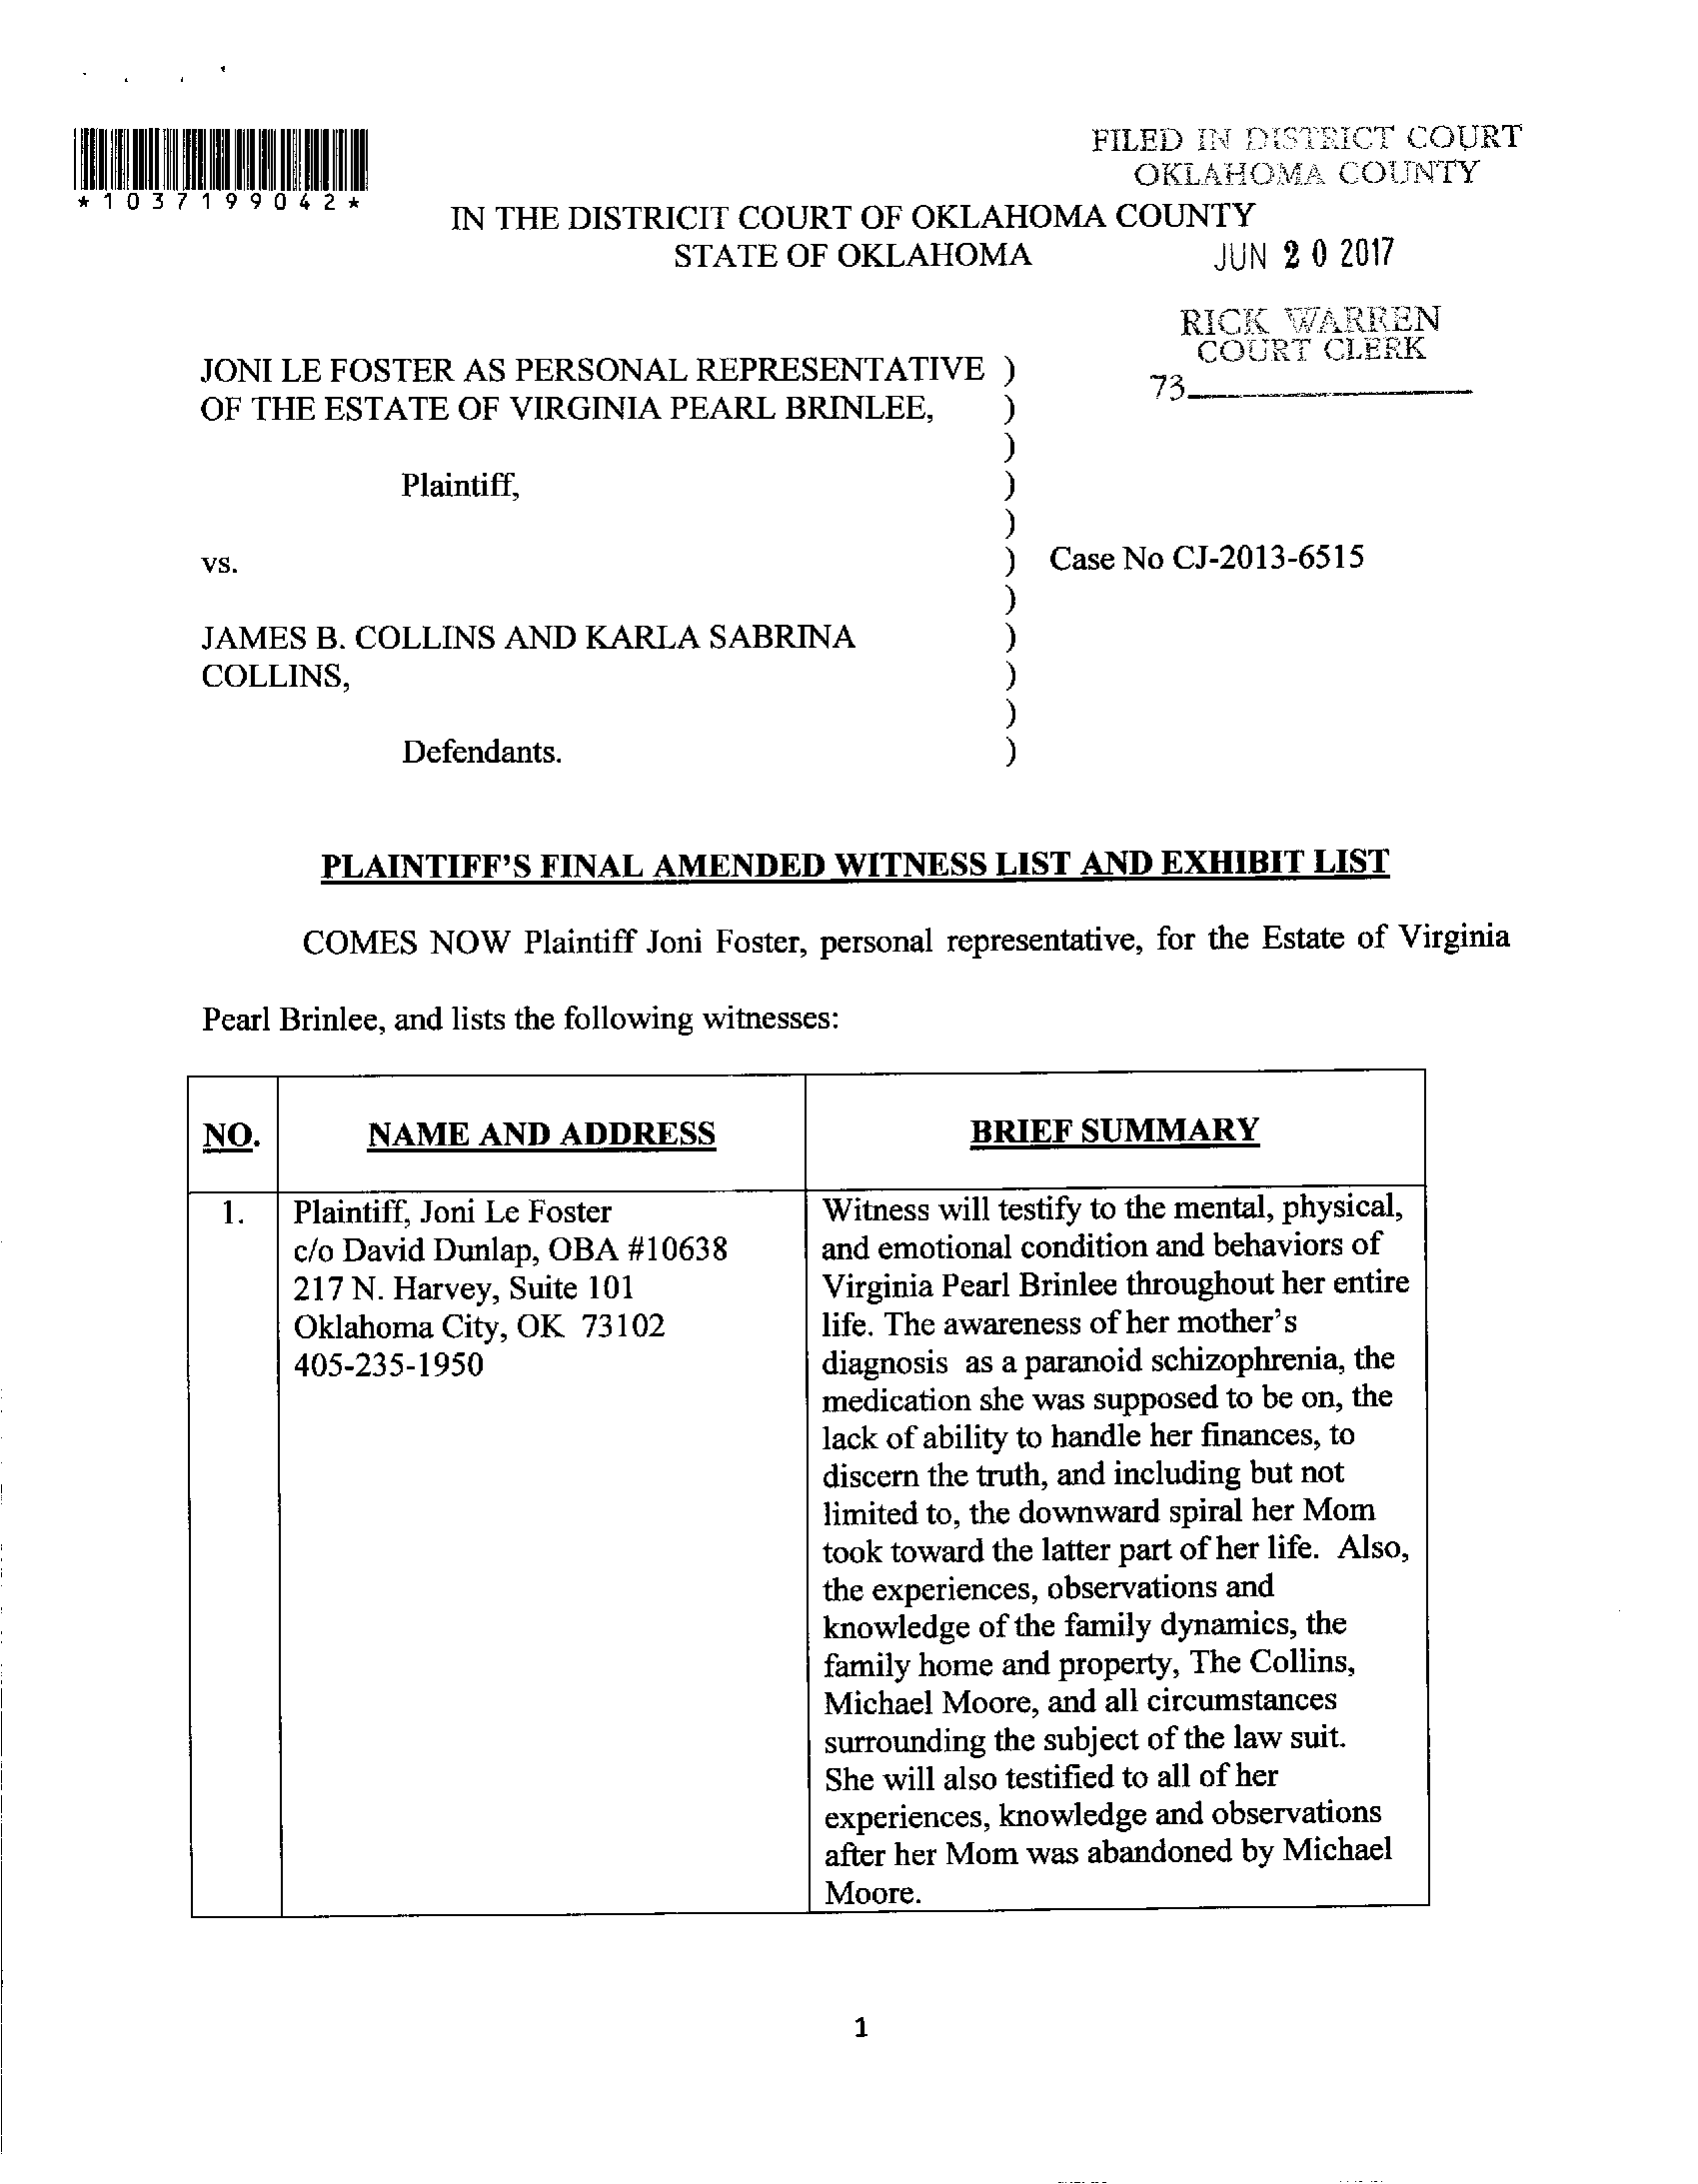 FILED IN DISTRICT COURT
OKLAHOMA COUNTY
*1037199042*
IN THE DISTRICIT COURT OF OKLAHOMA COUNTY
STATE OF OKLAHOMA
JUN 20 2017
RICK WARREN
COURT CLERK
73
JONI LE FOSTER AS PERSONAL REPRESENTATIVE )
OF THE ESTATE OF VIRGINIA PEARL BRINLEE, )
)
Plaintiff, )
)
vs. ) Case No CJ-2013-6515
)
JAMES B. COLLINS AND KARLA SABRINA )
COLLINS, )
)
Defendants. )
PLAINTIFF'S FINAL AMENDED WITNESS LIST AND EXHIBIT LIST
COMES NOW Plaintiff Joni Foster, personal representative, for the Estate of Virginia
Pearl Brinlee, and lists the following witnesses:
NO. NAME AND ADDRESS BRIEF SUMMARY
1.
Plaintiff, Joni Le Foster
c/o David Dunlap, OBA #10638
217 N. Harvey, Suite 101
Oklahoma City, OK 73102
405-235-1950
Witness will testify to the mental, physical,
and emotional condition and behaviors of
Virginia Pearl Brinlee throughout her entire
life. The awareness of her mother's
diagnosis as a paranoid schizophrenia, the
medication she was supposed to be on, the
lack of ability to handle her finances, to
discern the truth, and including but not
limited to, the downward spiral her Mom
took toward the latter part of her life. Also,
the experiences, observations and
knowledge of the family dynamics, the
family home and property, The Collins,
Michael Moore, and all circumstances
surrounding the subject of the law suit.
She will also testified to all of her
experiences, knowledge and observations
after her Mom was abandoned by Michael
Moore.
1